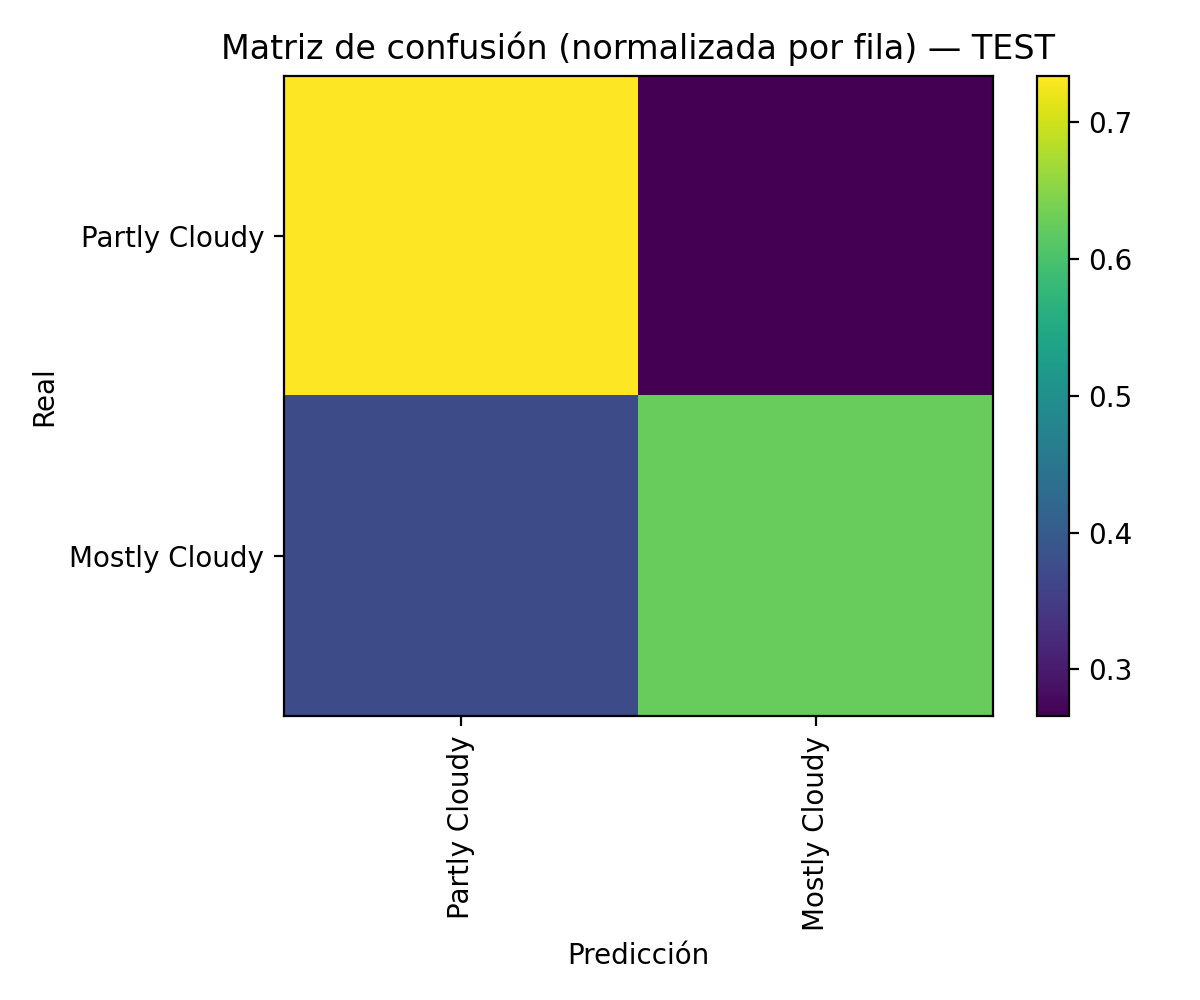 Matriz de confusión (normalizada por fila) — TEST
Partly Cloudy
Mostly Cloudy
Real
Partly Cloudy
Mostly Cloudy
Predicción
0.7
0.6
0.5
0.4
0.3